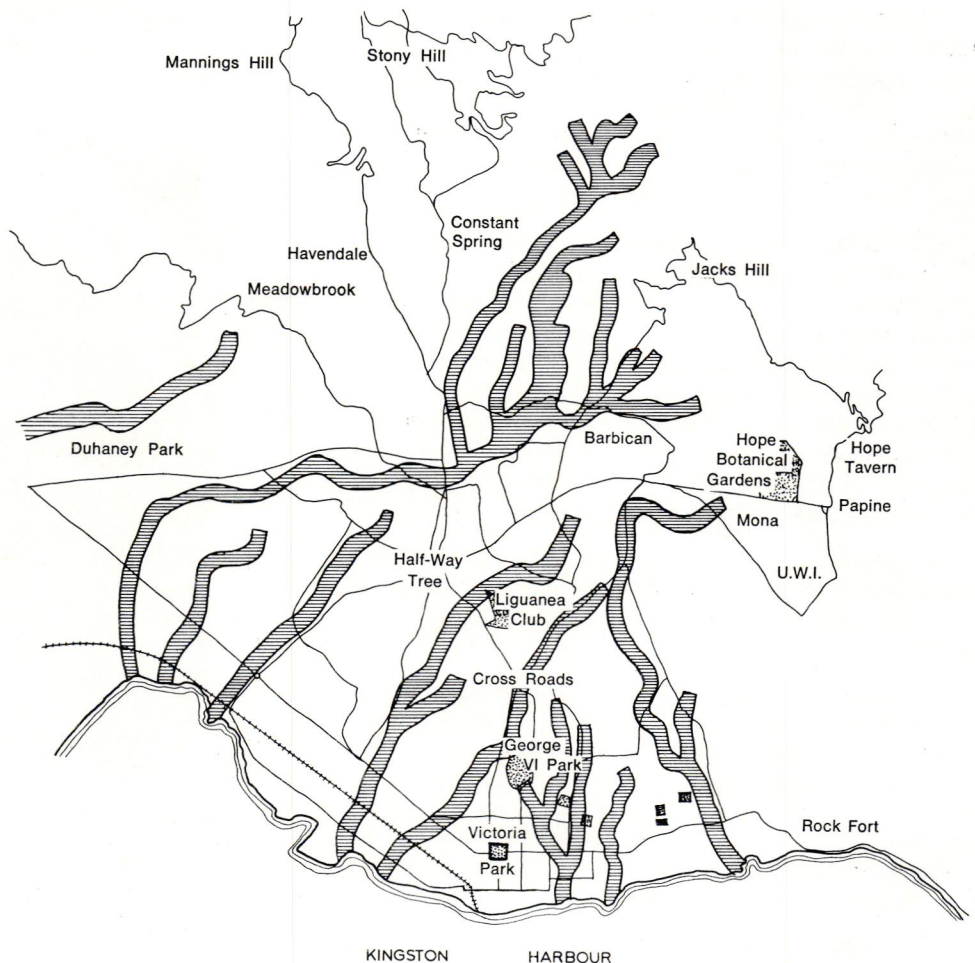 Mannings Hill
Stony Hill
Constant
Spring
Havendale
Meadowbrook
Jacks Hill
Duhaney Park
Barbican
Hope
Botanical
Gardens
Hope
Tavern
Papine
Mona
U.W.I.
Half-Way
Tree
Liguanea
Club
Cross Roads
George
VI Park
Victoria
Park
Rock Fort
KINGSTON HARBOUR